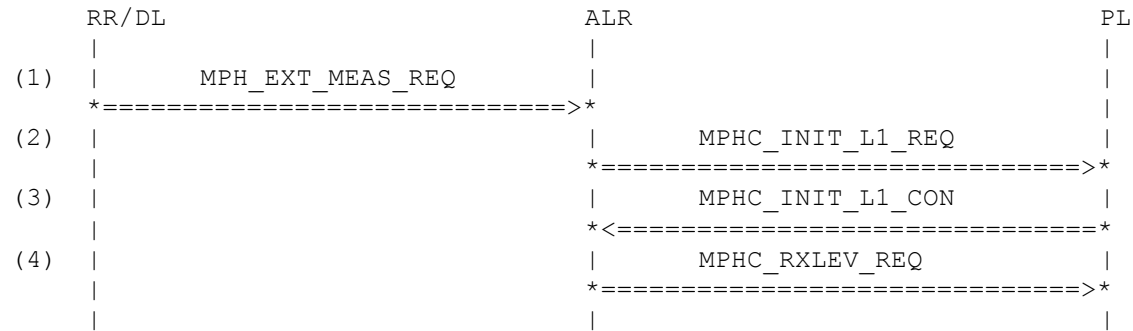 RR/DL ALR PL
(1) MPH_EXT_MEAS_REQ
(2) MPHC_INIT_L1_REQ
(3) MPHC_INIT_L1_CON
(4) MPHC_RXLEV_REQ